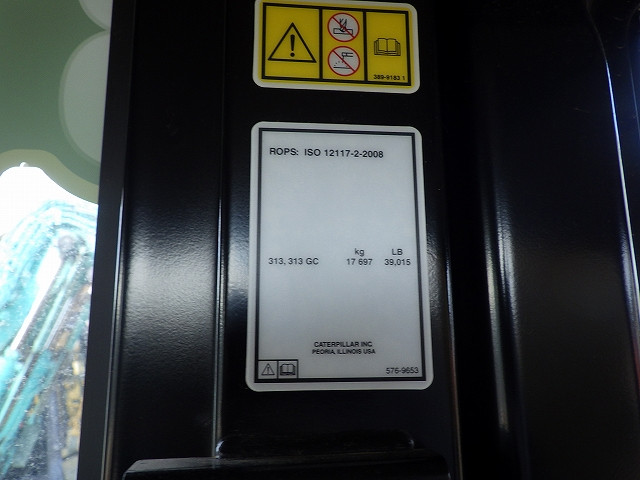 389-9183 1
ROPS: ISO 12117-2-2008
kg LB
313, 313 GC 17 697 39,015
CATERPILLAR INC
PEORIA, ILLINOIS USA
576-9653